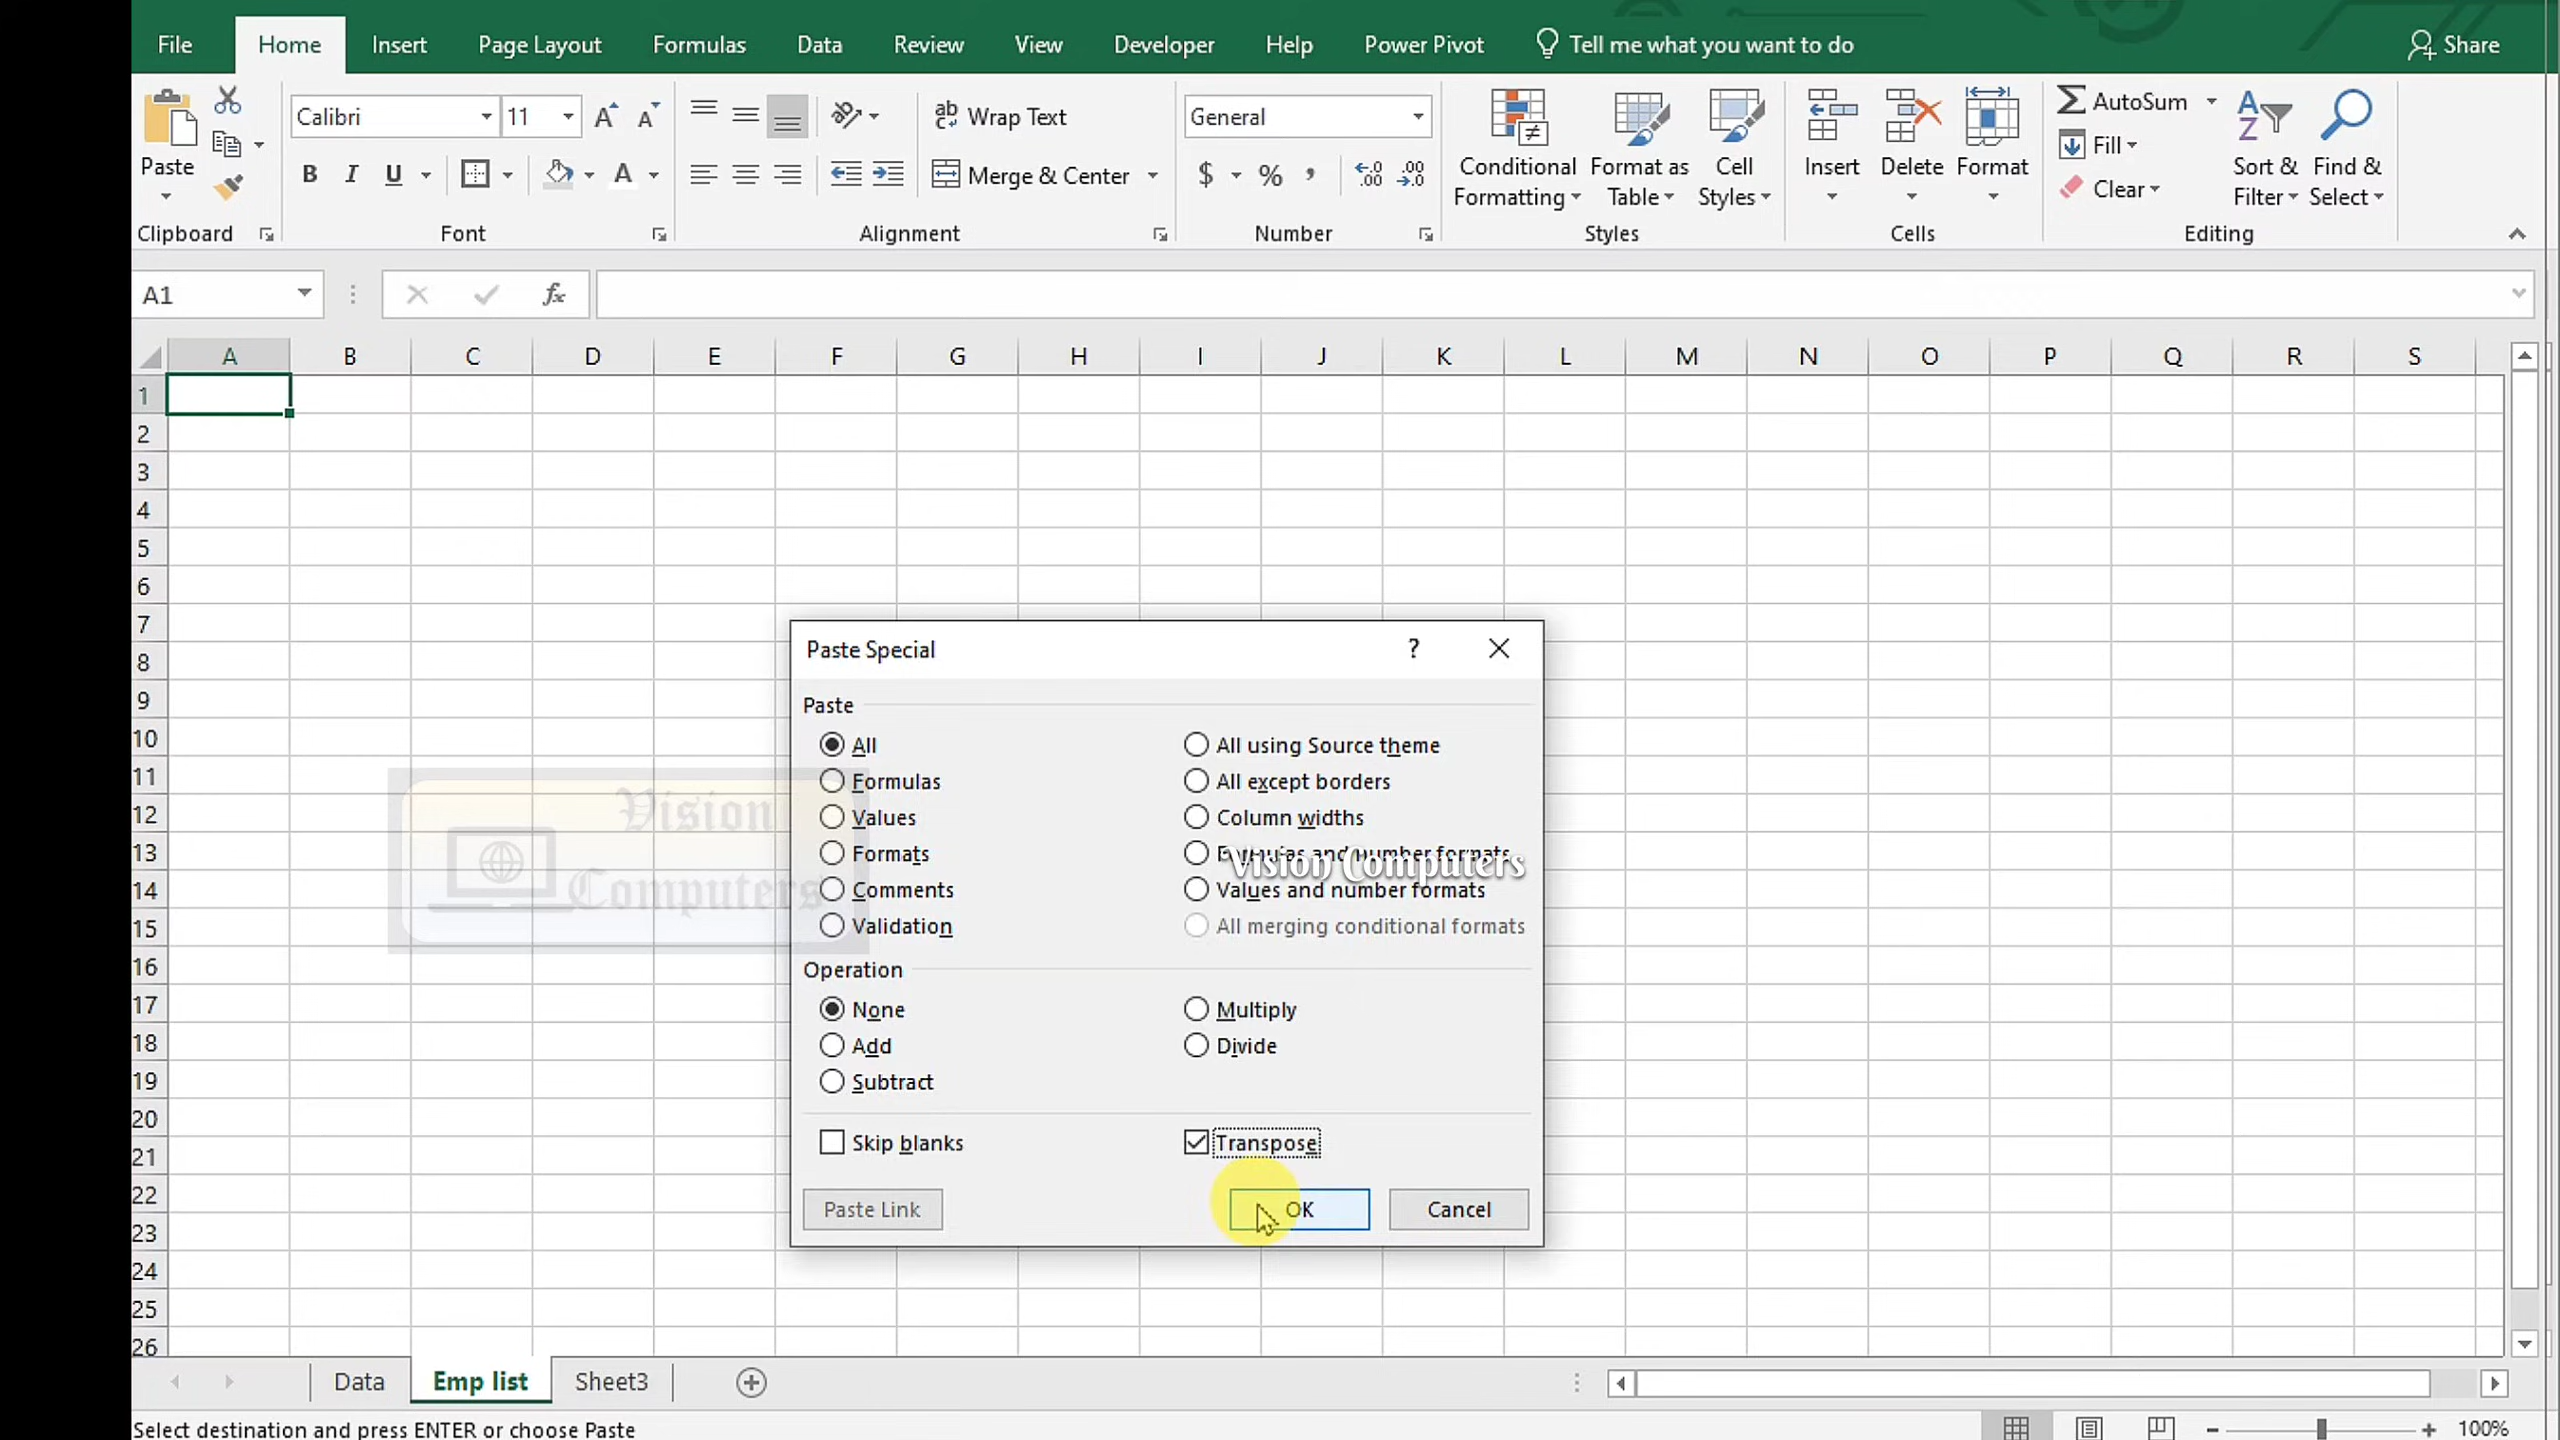 File Home Insert Page Layout Formulas Data Review View Developer Help Power Pivot Tell me what you want to do Share
Calibri 11 Wrap Text General AutoSum
Paste Conditional Formatting Format as Table Cell Styles Insert Delete Format Fill Sort & Filter Find & Select
B I U A Merge & Center $ % , Clear
Clipboard Font Alignment Number Styles Cells Editing
A1 fx
A B C D E F G H I J K L M N O P Q R S
1
2
3
4
5
6
7
Paste Special ?
8
9
Paste
10
All All using Source theme
11
Formulas All except borders
12
Values Column widths
13
Formats Formulas and number formats
14
Comments Values and number formats
15
Validation All merging conditional formats
16
Operation
17
None Multiply
18
Add Divide
19
Subtract
20
21
Skip blanks Transpose
22
Paste Link OK Cancel
23
24
25
26
Vision
Computers
Vision Computers
Data Emp list Sheet3
Select destination and press ENTER or choose Paste 100%